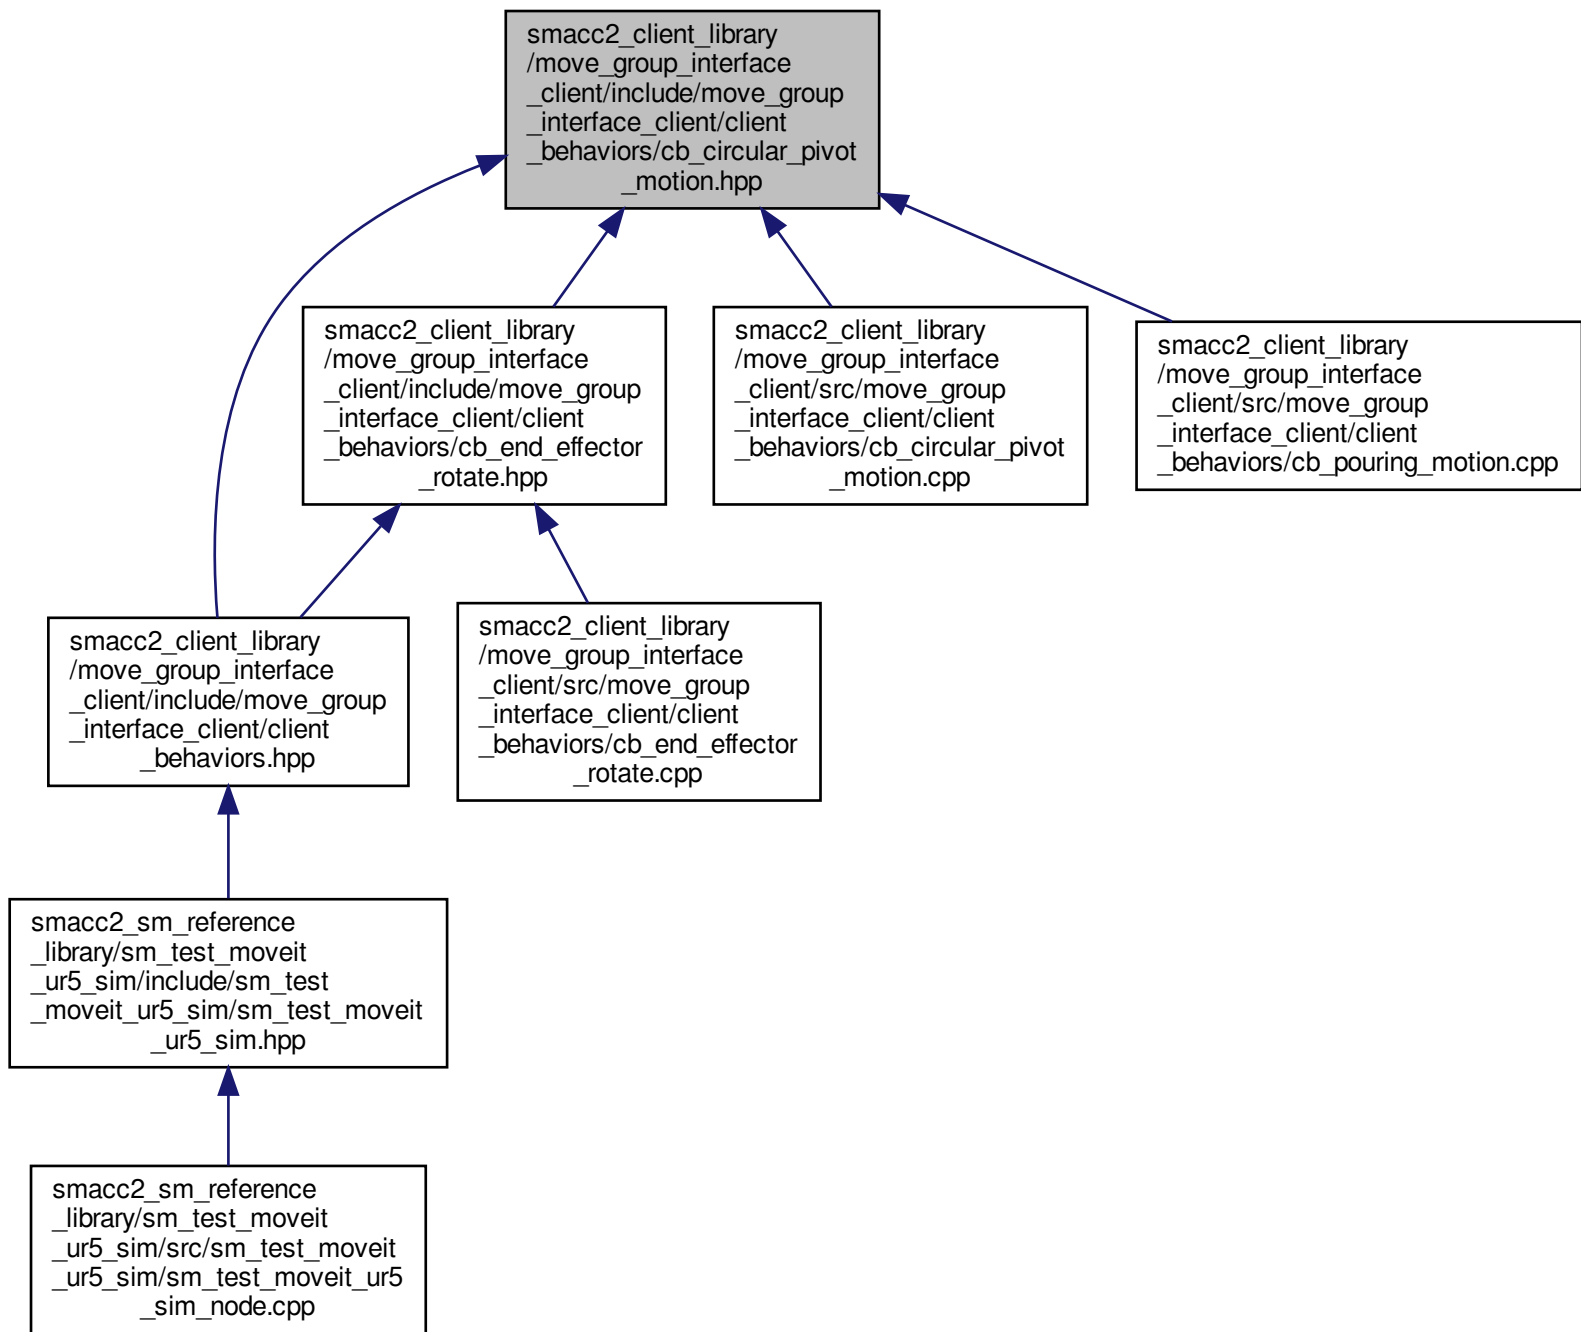 smacc2_client_library
/move_group_interface
_client/include/move_group
_interface_client/client
_behaviors/cb_circular_pivot
_motion.hpp
smacc2_client_library
/move_group_interface
_client/include/move_group
_interface_client/client
_behaviors/cb_end_effector
_rotate.hpp
smacc2_client_library
/move_group_interface
_client/src/move_group
_interface_client/client
_behaviors/cb_circular_pivot
_motion.cpp
smacc2_client_library
/move_group_interface
_client/src/move_group
_interface_client/client
_behaviors/cb_pouring_motion.cpp
smacc2_client_library
/move_group_interface
_client/include/move_group
_interface_client/client
_behaviors.hpp
smacc2_client_library
/move_group_interface
_client/src/move_group
_interface_client/client
_behaviors/cb_end_effector
_rotate.cpp
smacc2_sm_reference
_library/sm_test_moveit
_ur5_sim/include/sm_test
_moveit_ur5_sim/sm_test_moveit
_ur5_sim.hpp
smacc2_sm_reference
_library/sm_test_moveit
_ur5_sim/src/sm_test_moveit
_ur5_sim/sm_test_moveit_ur5
_sim_node.cpp